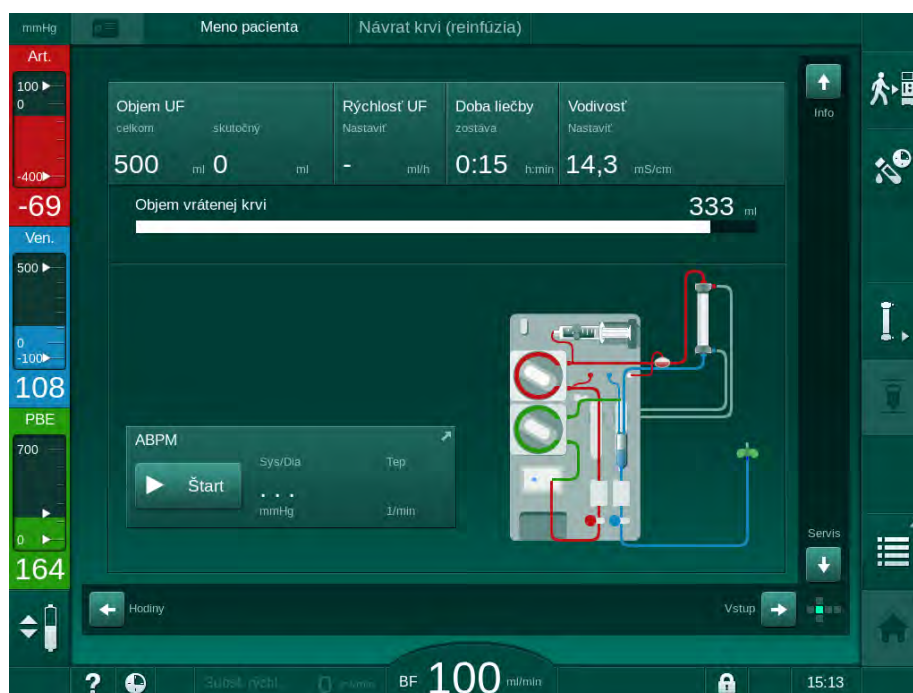 mmHg
Meno pacienta
Návrat krvi (reinfúzia)
Art.
100
0
-400
-69
Ven.
500
0
-100
108
PBE
700
0
164
Objem UF
celkom skutočný
500 ml 0 ml
Rýchlosť UF
Nastaviť
- ml/h
Doba liečby
zostáva
0:15 h:min
Vodivosť
Nastaviť
14,3 mS/cm
Info
Objem vrátenej krvi 333 ml
ABPM
Sys/Dia Tep
Štart . . .
mmHg 1/min
Servis
Hodiny Vstup
? BF 100 ml/min 15:13